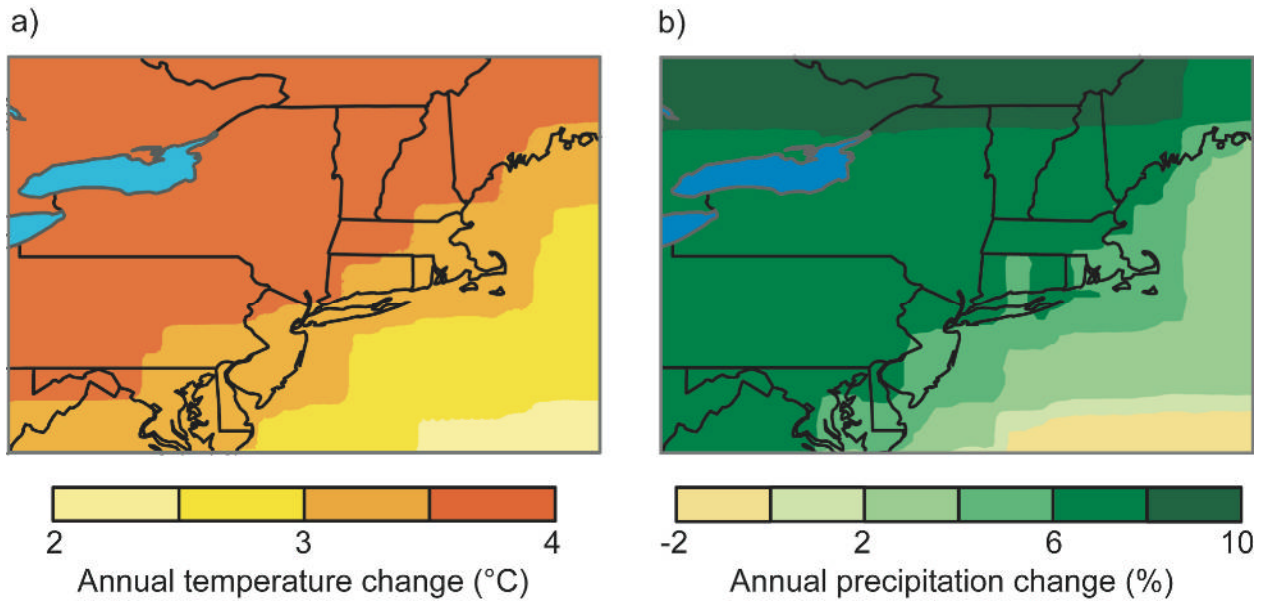 a)
b)
2 3 4
Annual temperature change (°C)
-2 2 6 10
Annual precipitation change (%)